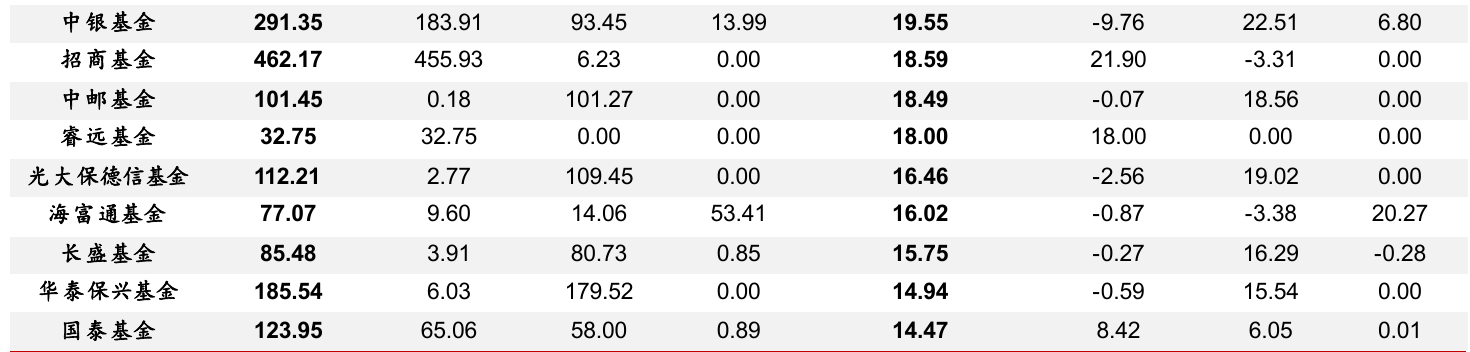 中银基金 291.35 183.91 93.45 13.99 19.55 -9.76 22.51 6.80
招商基金 462.17 455.93 6.23 0.00 18.59 21.90 -3.31 0.00
中邮基金 101.45 0.18 101.27 0.00 18.49 -0.07 18.56 0.00
睿远基金 32.75 32.75 0.00 0.00 18.00 18.00 0.00 0.00
光大保德信基金 112.21 2.77 109.45 0.00 16.46 -2.56 19.02 0.00
海富通基金 77.07 9.60 14.06 53.41 16.02 -0.87 -3.38 20.27
长盛基金 85.48 3.91 80.73 0.85 15.75 -0.27 16.29 -0.28
华泰保兴基金 185.54 6.03 179.52 0.00 14.94 -0.59 15.54 0.00
国泰基金 123.95 65.06 58.00 0.89 14.47 8.42 6.05 0.01